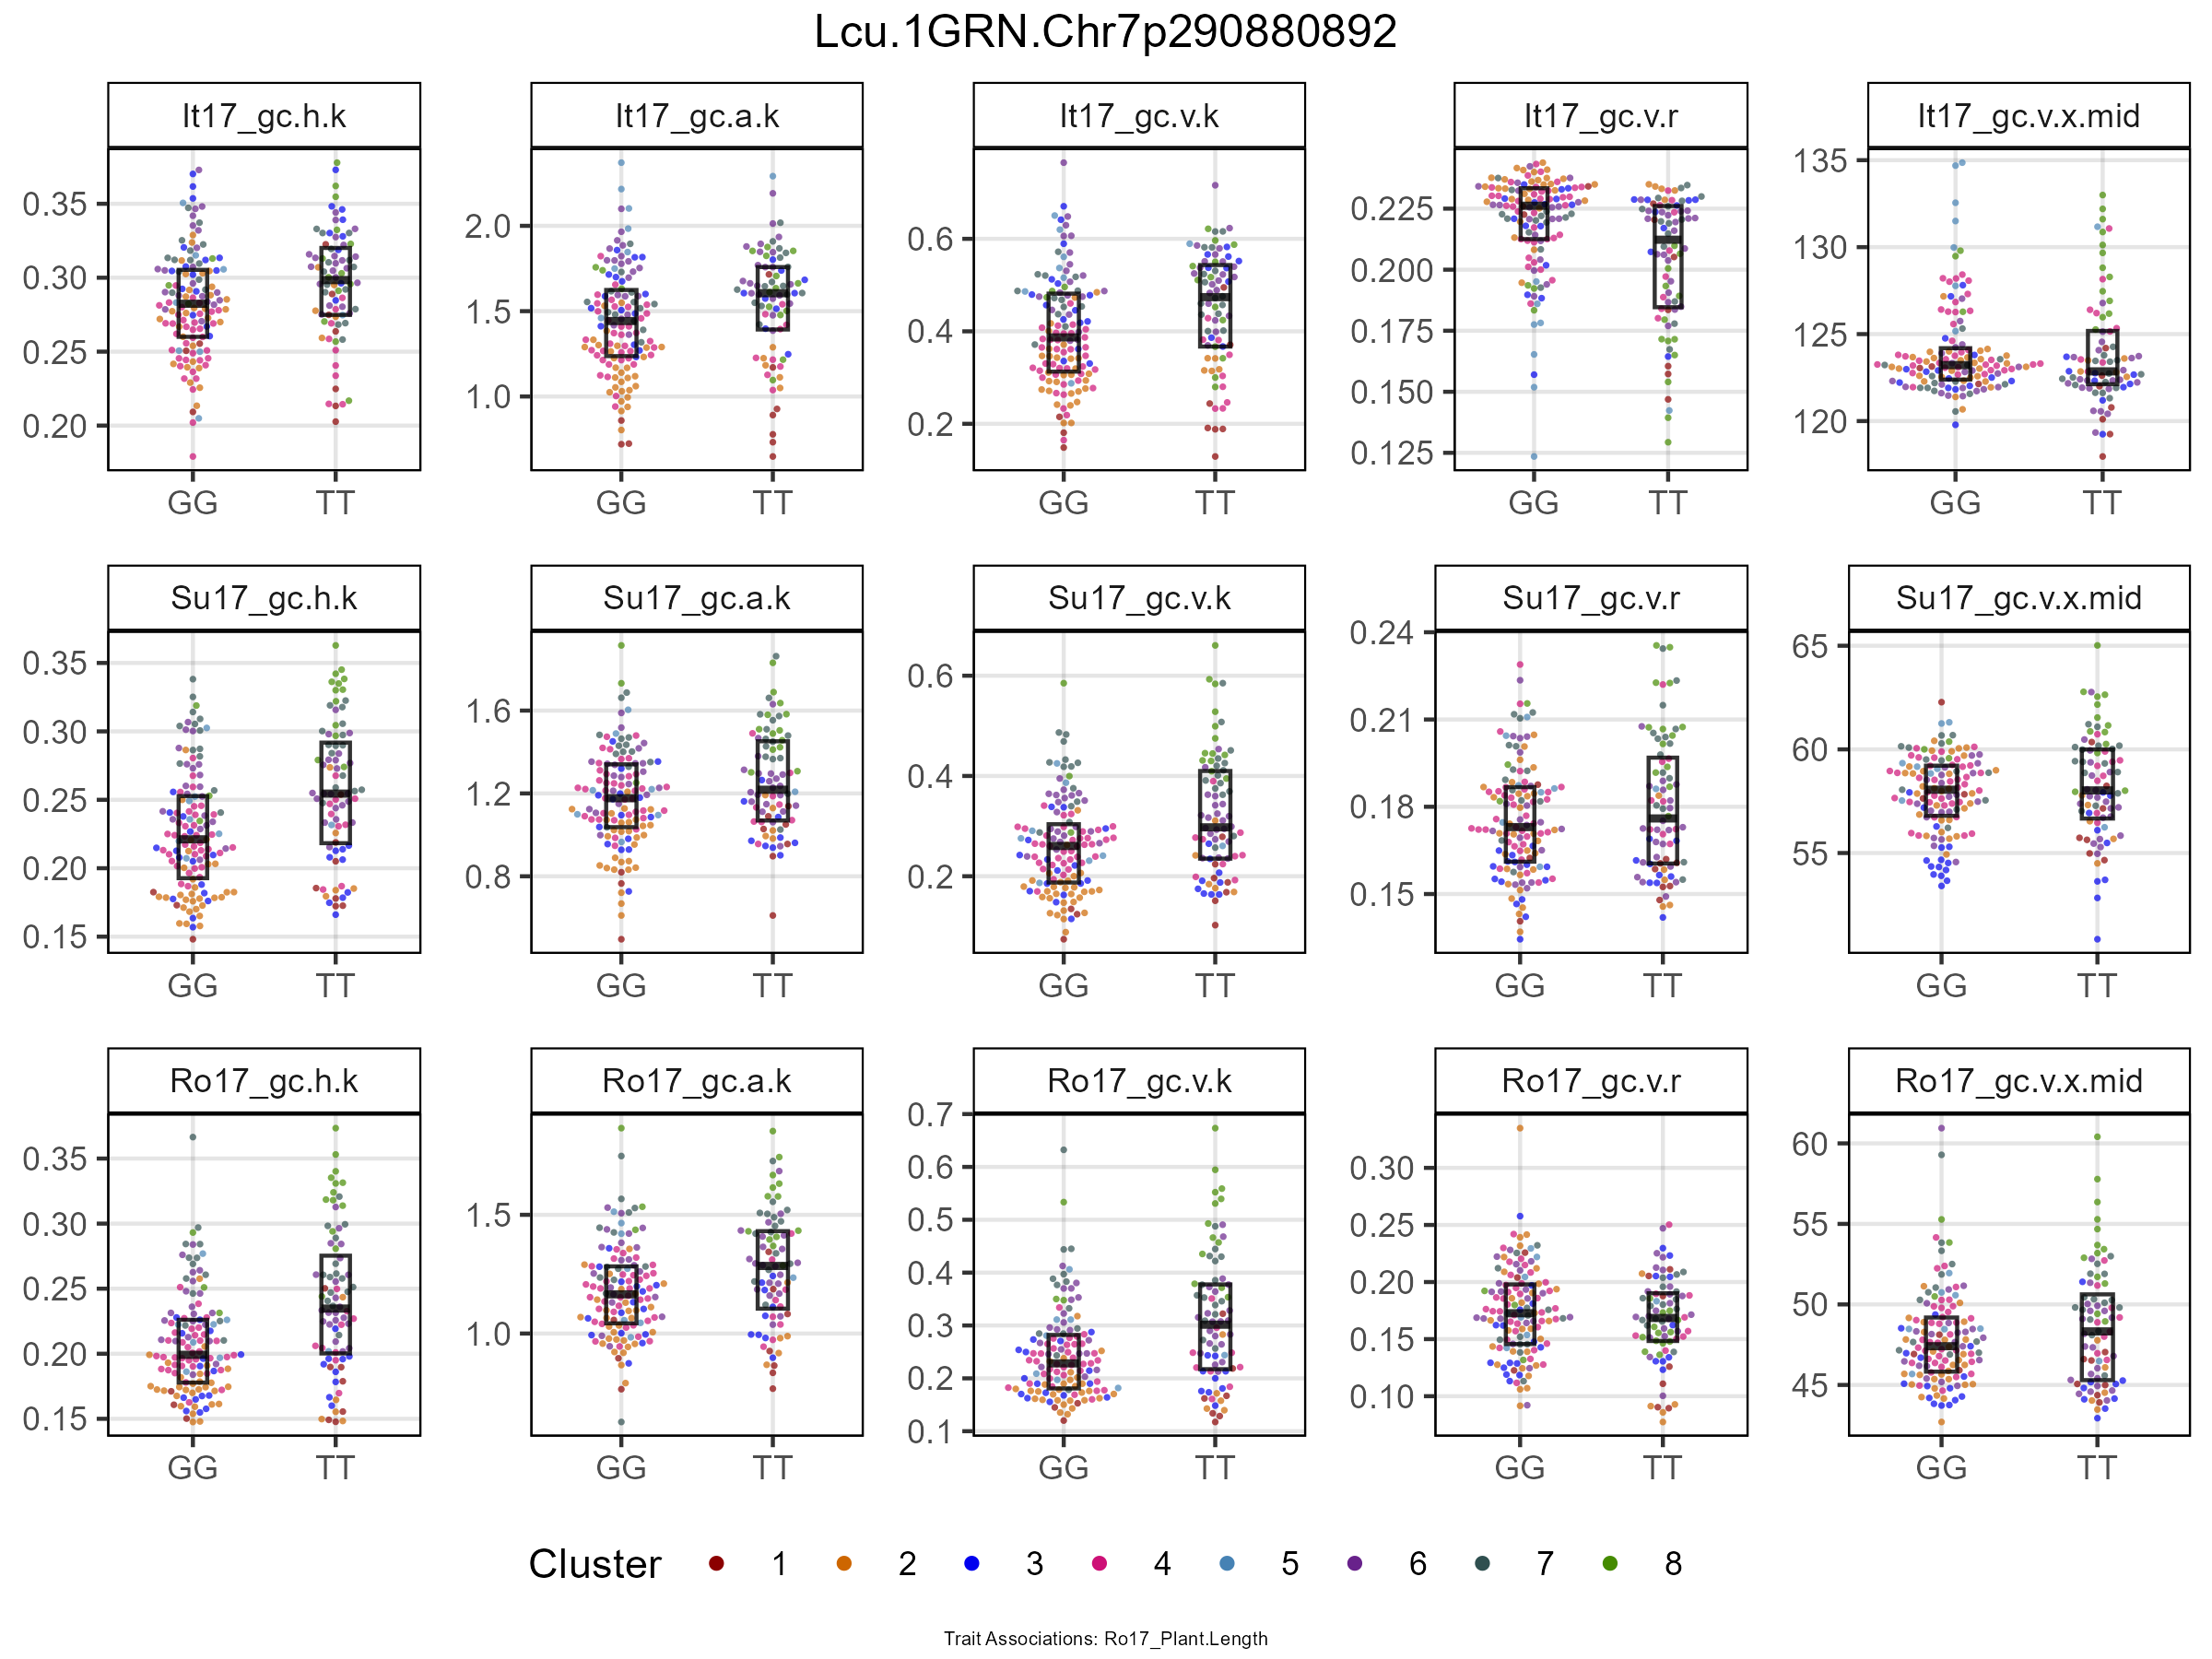 Lcu.1GRN.Chr7p290880892
It17_gc.h.k It17_gc.a.k It17_gc.v.k It17_gc.v.r It17_gc.v.x.mid
0.35 0.30 0.25 0.20
2.0 1.5 1.0
0.6 0.4 0.2
0.225 0.200 0.175 0.150 0.125
135 130 125 120
GG TT GG TT GG TT GG TT GG TT
Su17_gc.h.k Su17_gc.a.k Su17_gc.v.k Su17_gc.v.r Su17_gc.v.x.mid
0.35 0.30 0.25 0.20 0.15
1.6 1.2 0.8
0.6 0.4 0.2
0.24 0.21 0.18 0.15
65 60 55
GG TT GG TT GG TT GG TT GG TT
Ro17_gc.h.k Ro17_gc.a.k Ro17_gc.v.k Ro17_gc.v.r Ro17_gc.v.x.mid
0.35 0.30 0.25 0.20 0.15
1.5 1.0
0.7 0.6 0.5 0.4 0.3 0.2 0.1
0.30 0.25 0.20 0.15 0.10
60 55 50 45
GG TT GG TT GG TT GG TT GG TT
Cluster 1 2 3 4 5 6 7 8
Trait Associations: Ro17_Plant.Length